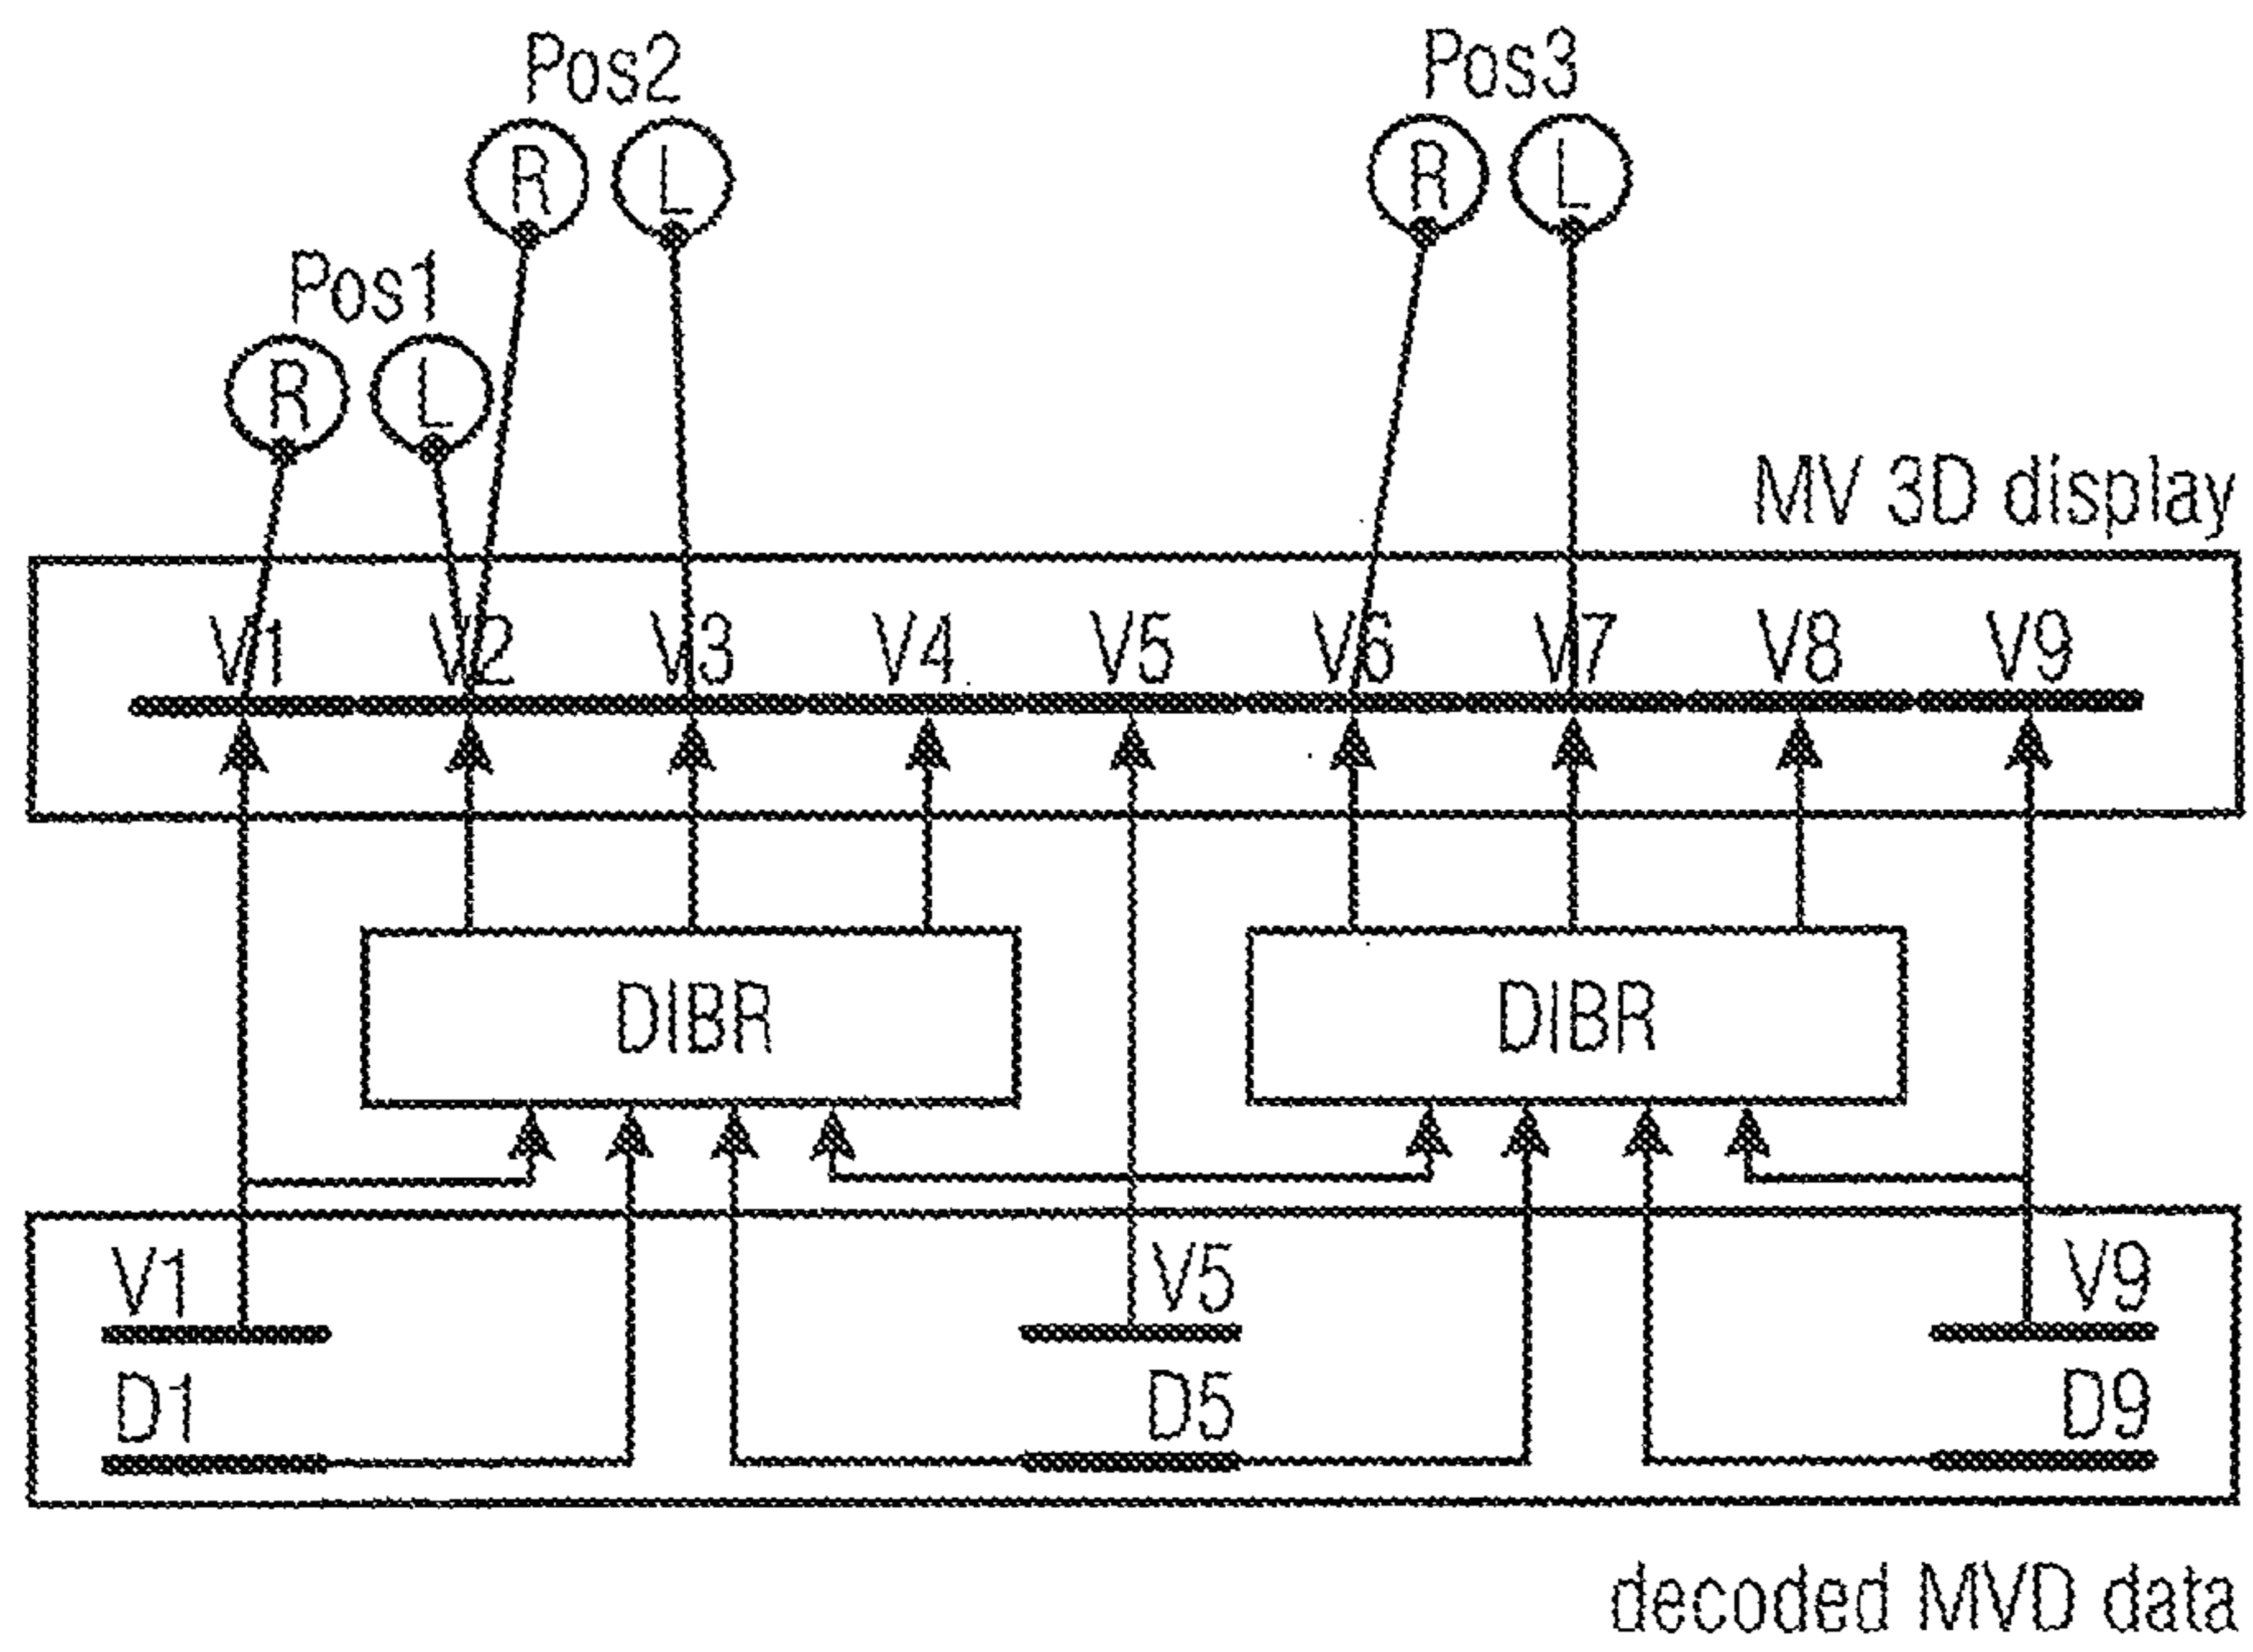 Pos2
Pos3
R L
R L
Pos1
R L
MV 3D display
V1 V2 V3 V4 V5 V6 V7 V8 V9
DIBR
DIBR
V1
V5
V9
D1
D5
D9
decoded MVD data